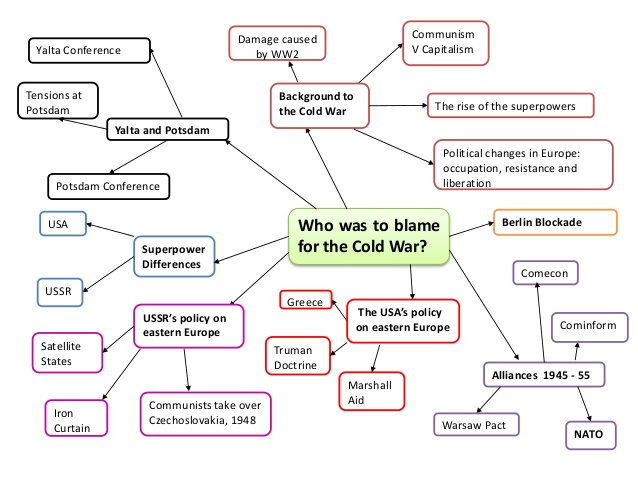 Yalta Conference
Damage caused
by WW2
Communism
V Capitalism
Tensions at
Potsdam
Background to
the Cold War
The rise of the superpowers
Yalta and Potsdam
Political changes in Europe:
occupation, resistance and
liberation
Potsdam Conference
USA
Who was to blame
for the Cold War?
Berlin Blockade
Superpower
Differences
USSR
Comecon
Greece
The USA's policy
on eastern Europe
USSR's policy on
eastern Europe
Cominform
Satellite
States
Truman
Doctrine
Marshall
Aid
Alliances 1945 - 55
Iron
Curtain
Communists take over
Czechoslovakia, 1948
Warsaw Pact
NATO